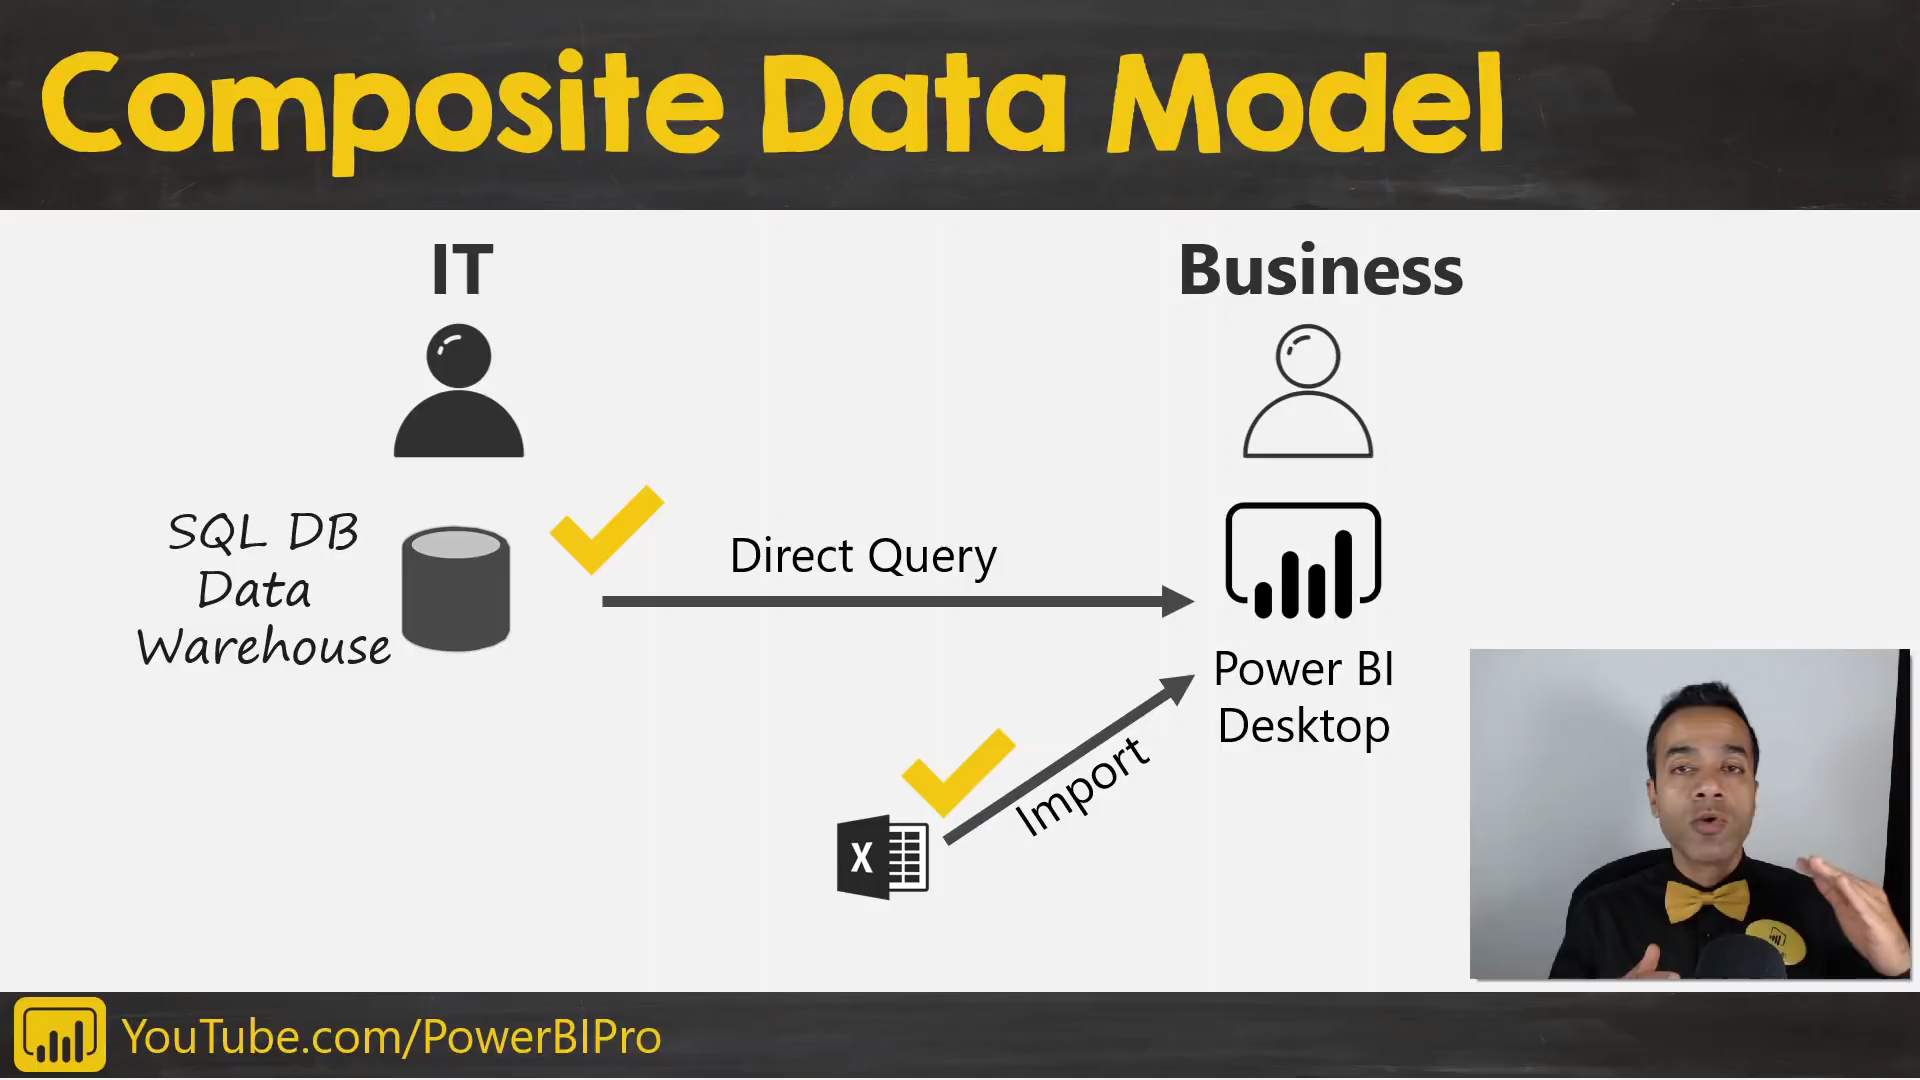 Composite Data Model
IT
Business
SQL DB
Data
Warehouse
Direct Query
Power BI
Desktop
Import
X
YouTube.com/PowerBIPro